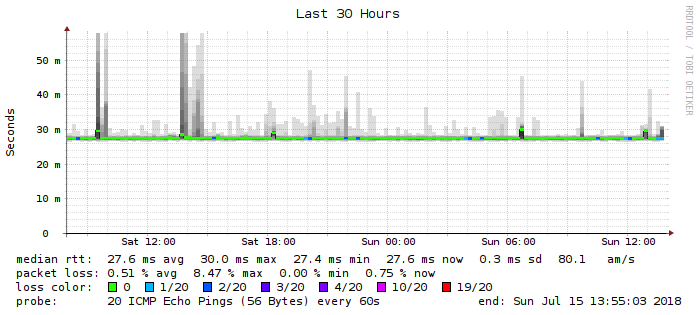 Last 30 Hours
RRDTOOL / TOBI OETIKER
Seconds
50 m
40 m
30 m
20 m
10 m
0
Sat 12:00 Sat 18:00 Sun 00:00 Sun 06:00 Sun 12:00
median rtt: 27.6 ms avg 30.0 ms max 27.4 ms min 27.6 ms now 0.3 ms sd 80.1 am/s
packet loss: 0.51 % avg 8.47 % max 0.00 % min 0.75 % now
loss color: 0 1/20 2/20 3/20 4/20 10/20 19/20
probe: 20 ICMP Echo Pings (56 Bytes) every 60s end: Sun Jul 15 13:55:03 2018